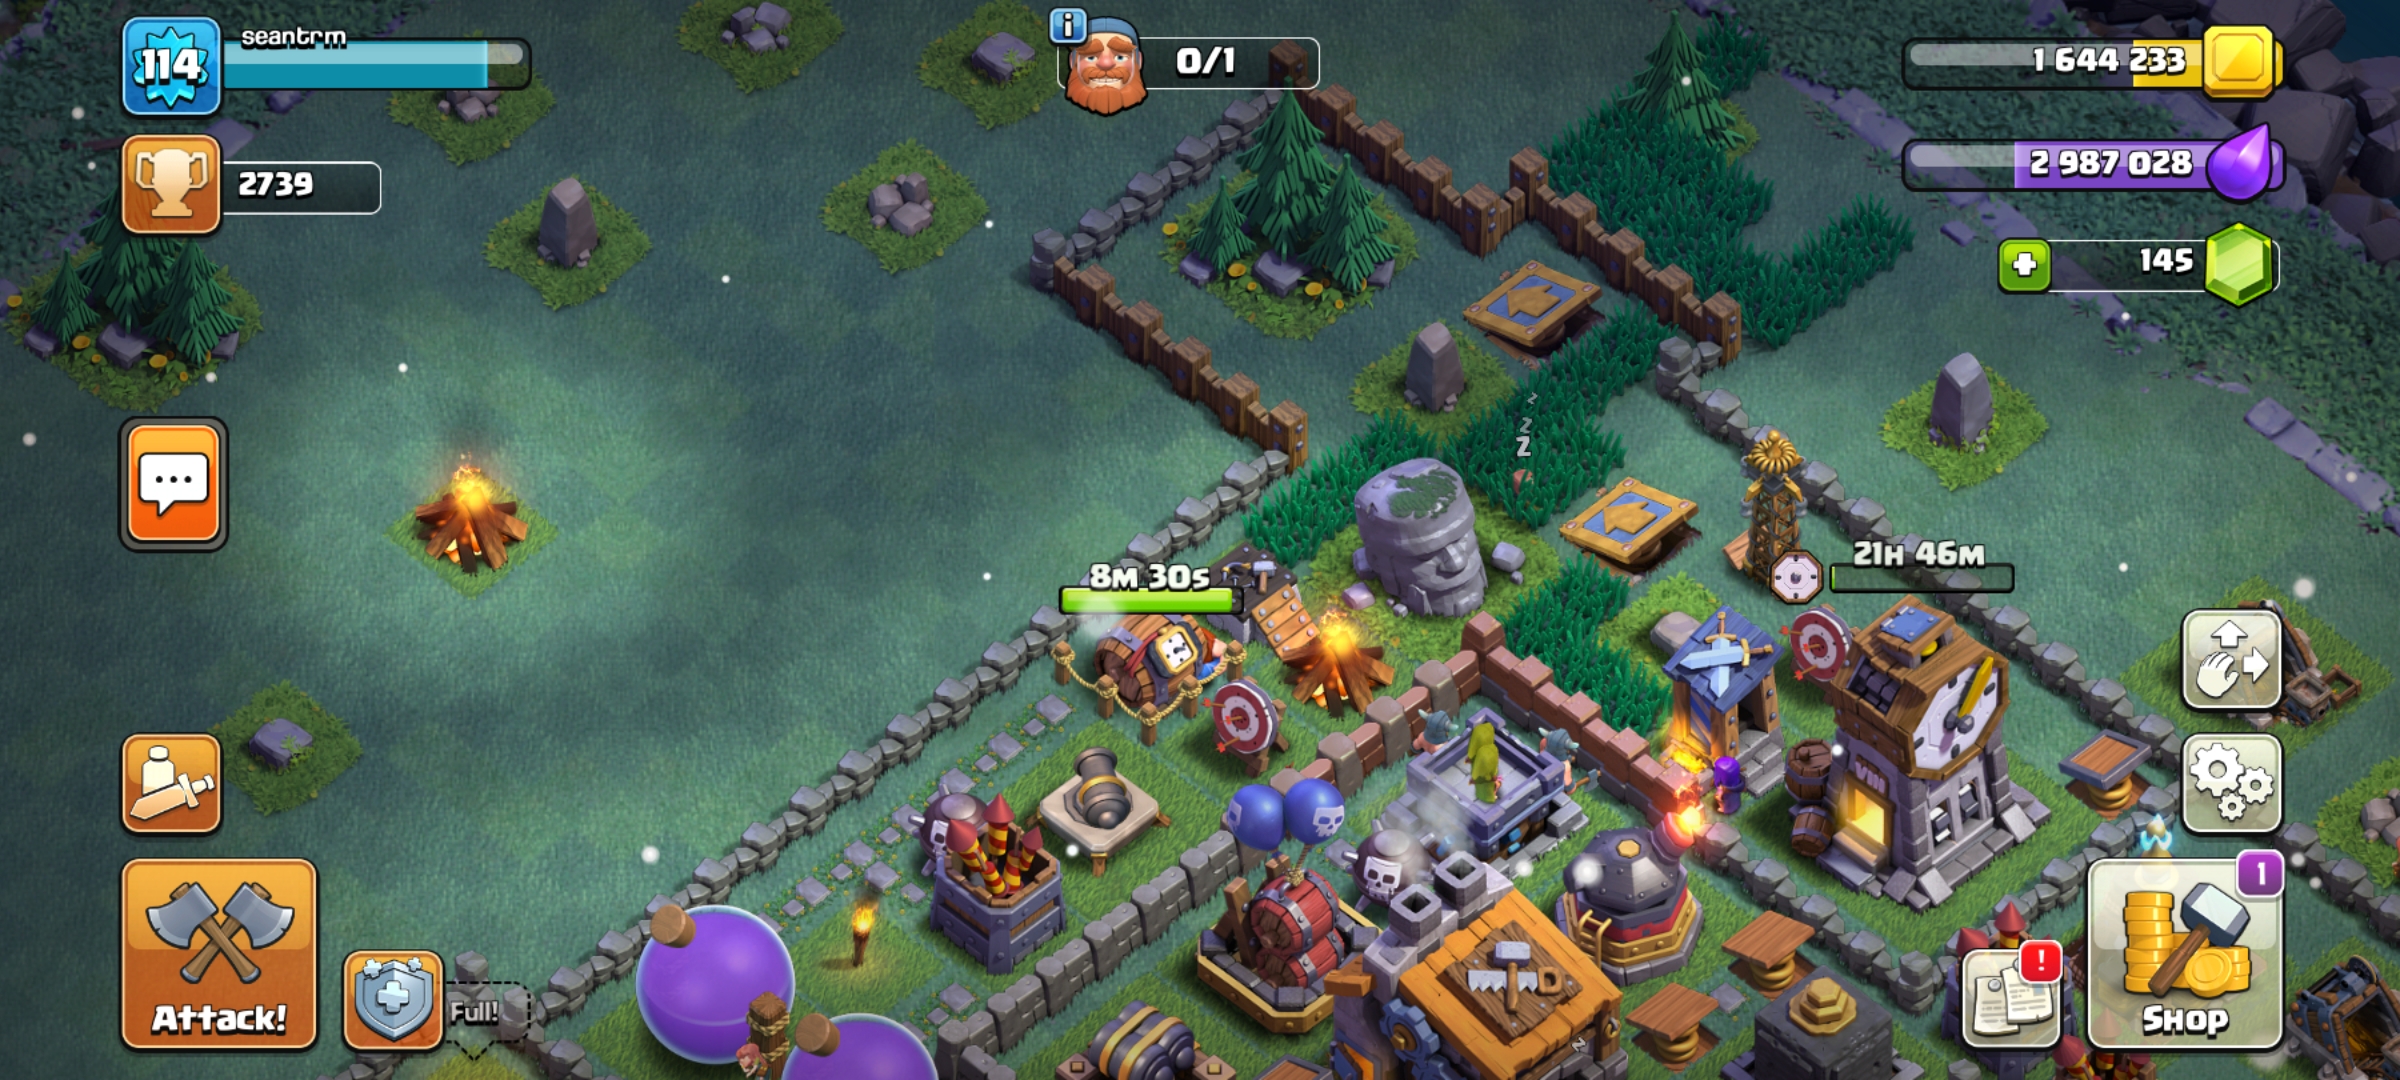 114
seantrm
i
0/1
1 644 233
2739
2 987 028
145
z
z
Z
8M 30s
21H 46M
VIII
1
!
Attack!
Full!
Shop
z